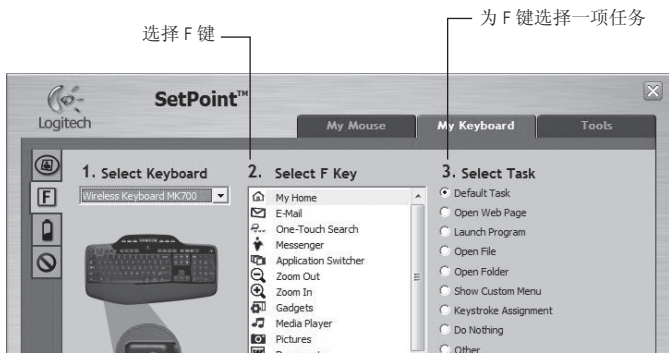 选择 F 键
为 F 键选择一项任务
Logitech
SetPoint™
My Mouse
My Keyboard
Tools
1. Select Keyboard
2. Select F Key
3. Select Task
Wireless Keyboard MK700
My Home
E-Mail
One-Touch Search
Messenger
Application Switcher
Zoom Out
Zoom In
Gadgets
Media Player
Pictures
Default Task
Open Web Page
Launch Program
Open File
Open Folder
Show Custom Menu
Keystroke Assignment
Do Nothing
Other